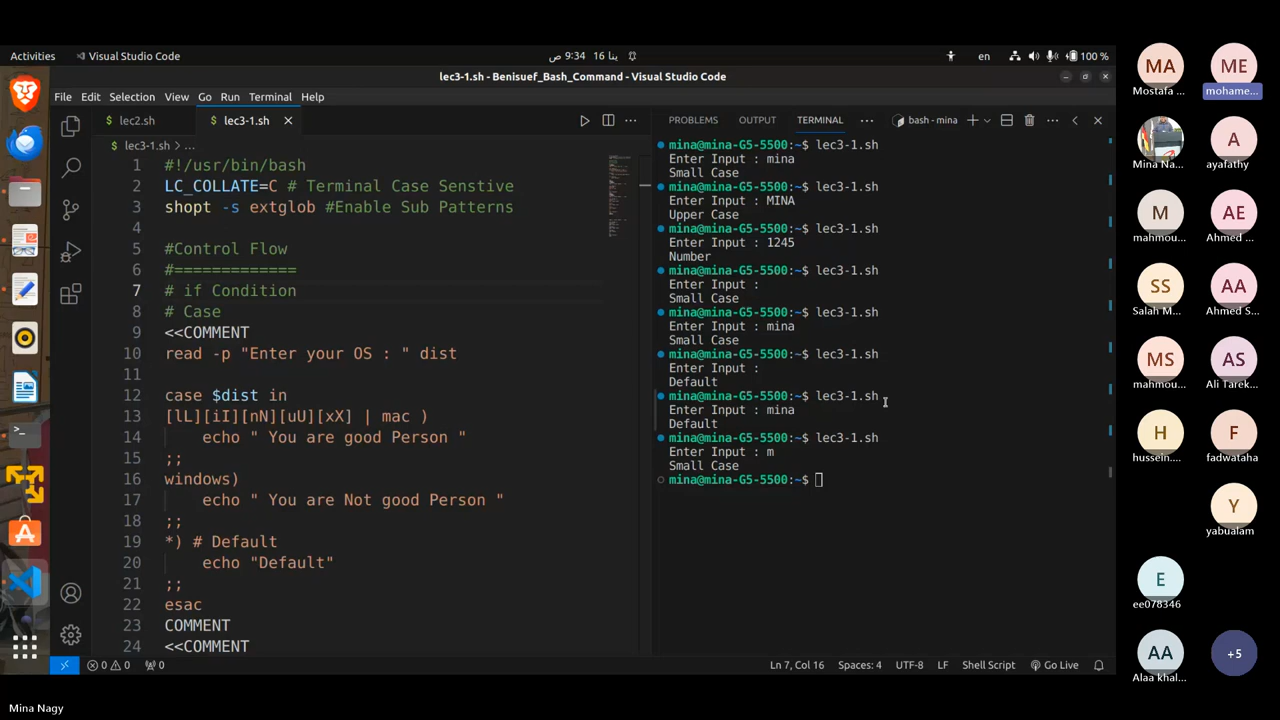 Activities
Visual Studio Code
9:34 ص
16 ينا
en
100 %
lec3-1.sh - Benisuef_Bash_Command - Visual Studio Code
File Edit Selection View Go Run Terminal Help
lec2.sh
lec3-1.sh
lec3-1.sh > ...
1 #!/usr/bin/bash
2 LC_COLLATE=C # Terminal Case Senstive
3 shopt -s extglob #Enable Sub Patterns
4
5 #Control Flow
6 #=============
7 # if Condition
8 # Case
9 <<COMMENT
10 read -p "Enter your OS : " dist
11
12 case $dist in
13 [lL][iI][nN][uU][xX] | mac )
14 echo " You are good Person "
15 ;;
16 windows)
17 echo " You are Not good Person "
18 ;;
19 *) # Default
20 echo "Default"
21 ;;
22 esac
23 COMMENT
24 <<COMMENT
PROBLEMS OUTPUT TERMINAL ...
bash - mina
mina@mina-G5-5500:~$ lec3-1.sh
Enter Input : mina
Small Case
mina@mina-G5-5500:~$ lec3-1.sh
Enter Input : MINA
Upper Case
mina@mina-G5-5500:~$ lec3-1.sh
Enter Input : 1245
Number
mina@mina-G5-5500:~$ lec3-1.sh
Enter Input :
Small Case
mina@mina-G5-5500:~$ lec3-1.sh
Enter Input : mina
Small Case
mina@mina-G5-5500:~$ lec3-1.sh
Enter Input :
Default
mina@mina-G5-5500:~$ lec3-1.sh
Enter Input : mina
Default
mina@mina-G5-5500:~$ lec3-1.sh
Enter Input : m
Small Case
mina@mina-G5-5500:~$
0 0 0
Ln 7, Col 16
Spaces: 4
UTF-8
LF
Shell Script
Go Live
MA
Mostafa ...
ME
mohame...
Mina Na...
A
ayafathy
M
mahmou...
AE
Ahmed ...
SS
Salah M...
AA
Ahmed S...
MS
mahmou...
AS
Ali Tarek...
H
hussein....
F
fadwataha
Y
yabualam
E
ee078346
AA
Alaa khal...
+5
Mina Nagy